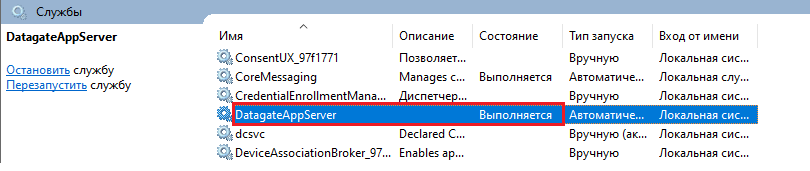 Службы
DatagateAppServer
Остановить службу
Перезапустить службу
Имя Описание Состояние Тип запуска Вход от имени
ConsentUX_97f1771 Позволяет... Вручную Локальная сис...
CoreMessaging Manages c... Выполняется Автоматиче... Локальная сис...
CredentialEnrollmentMana... Диспетчер... Вручную Локальная сис...
DatagateAppServer Выполняется Автоматиче... Локальная сис...
dcsvc Declared C... Вручную (ак... Локальная сис...
DeviceAssociationBroker_97... Enables ap... Вручную Локальная сис...